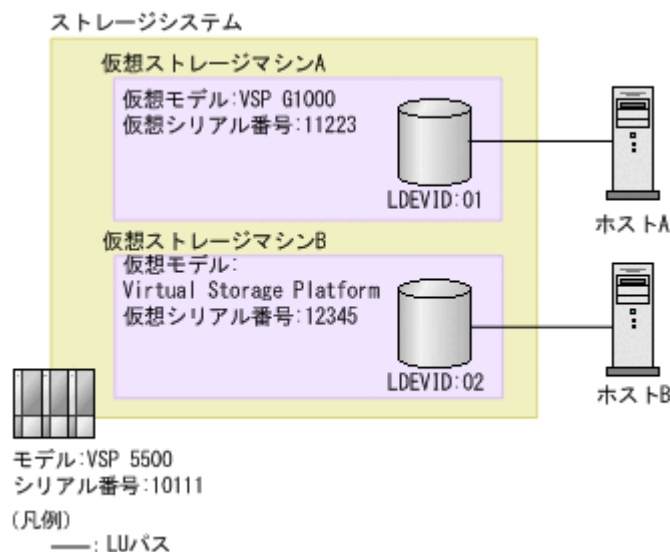 ストレージシステム
仮想ストレージマシンA
仮想モデル:VSP G1000
仮想シリアル番号:11223
LDEVID:01
ホストA
仮想ストレージマシンB
仮想モデル:
Virtual Storage Platform
仮想シリアル番号:12345
LDEVID:02
ホストB
モデル:VSP 5500
シリアル番号:10111
(凡例)
: LUパス